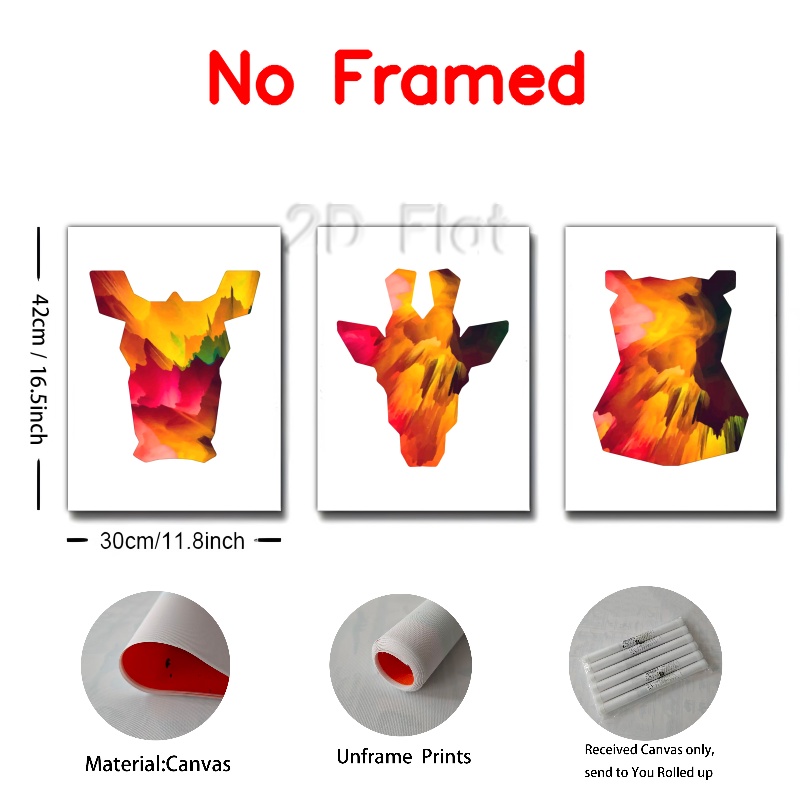 No Framed
2D Flat
42cm / 16.5inch
30cm/11.8inch
Material:Canvas
Unframe Prints
Received Canvas only,
send to You Rolled up